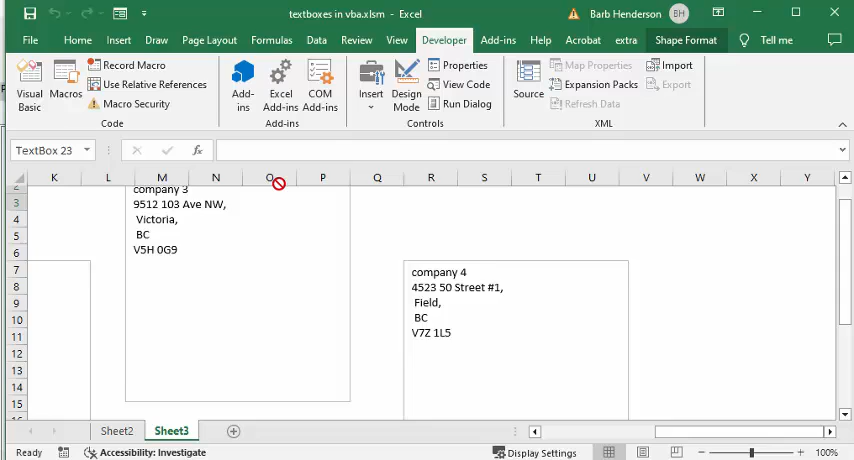 textboxes in vba.xlsm - Excel
Barb Henderson
BH
File Home Insert Draw Page Layout Formulas Data Review View Developer Add-ins Help Acrobat extra Shape Format Tell me
Visual Basic
Macros
Record Macro
Use Relative References
Macro Security
Code
Add-ins
Excel Add-ins
COM Add-ins
Add-ins
Insert
Design Mode
Properties
View Code
Run Dialog
Controls
Source
Map Properties
Expansion Packs
Refresh Data
Import
Export
XML
TextBox 23
fx
K L M N O P Q R S T U V W X Y
2
3
4
5
6
7
8
9
10
11
12
13
14
15
16
company 3
9512 103 Ave NW,
Victoria,
BC
V5H 0G9
company 4
4523 50 Street #1,
Field,
BC
V7Z 1L5
Sheet2 Sheet3
Ready Accessibility: Investigate Display Settings 100%